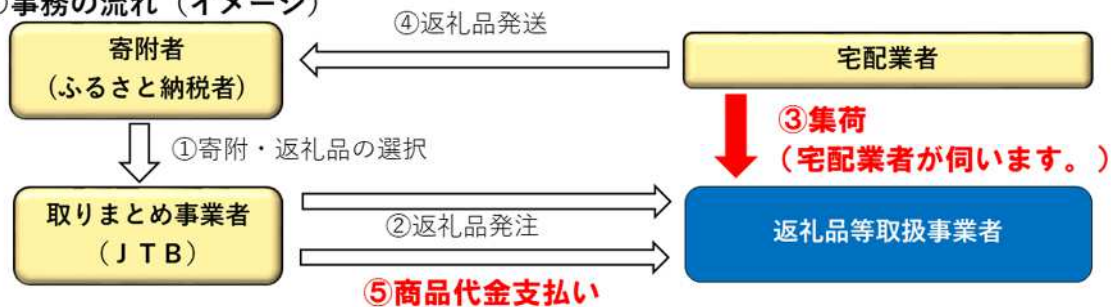 事務の流れ（イメージ）
寄附者
（ふるさと納税者）
④返礼品発送
宅配業者
①寄附・返礼品の選択
③集荷
（宅配業者が伺います。）
取りまとめ事業者
（ＪＴＢ）
②返礼品発注
返礼品等取扱事業者
⑤商品代金支払い